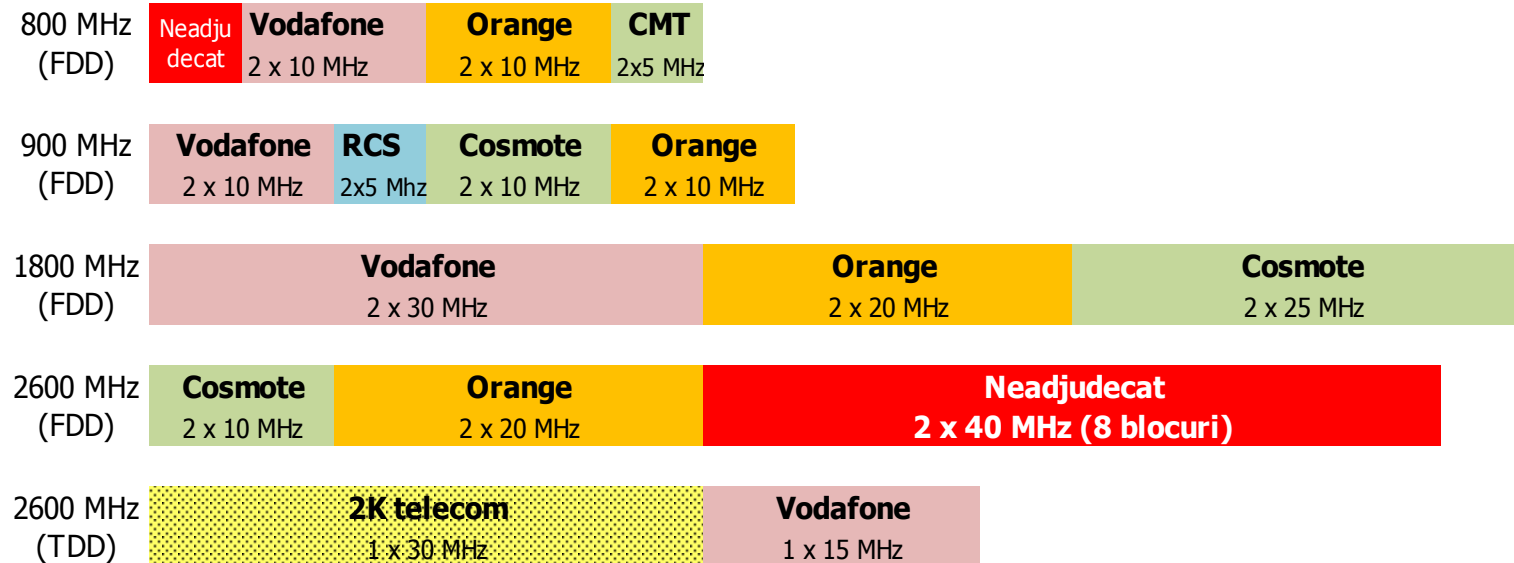 800 MHz Neadju Vodafone Orange CMT
(FDD) decat 2 x 10 MHz 2 x 10 MHz 2x5 MHz
900 MHz Vodafone RCS Cosmote Orange
(FDD) 2 x 10 MHz 2x5 Mhz 2 x 10 MHz 2 x 10 MHz
1800 MHz Vodafone Orange Cosmote
(FDD) 2 x 30 MHz 2 x 20 MHz 2 x 25 MHz
2600 MHz Cosmote Orange Neadjudecat
(FDD) 2 x 10 MHz 2 x 20 MHz 2 x 40 MHz (8 blocuri)
2600 MHz 2K telecom Vodafone
(TDD) 1 x 30 MHz 1 x 15 MHz